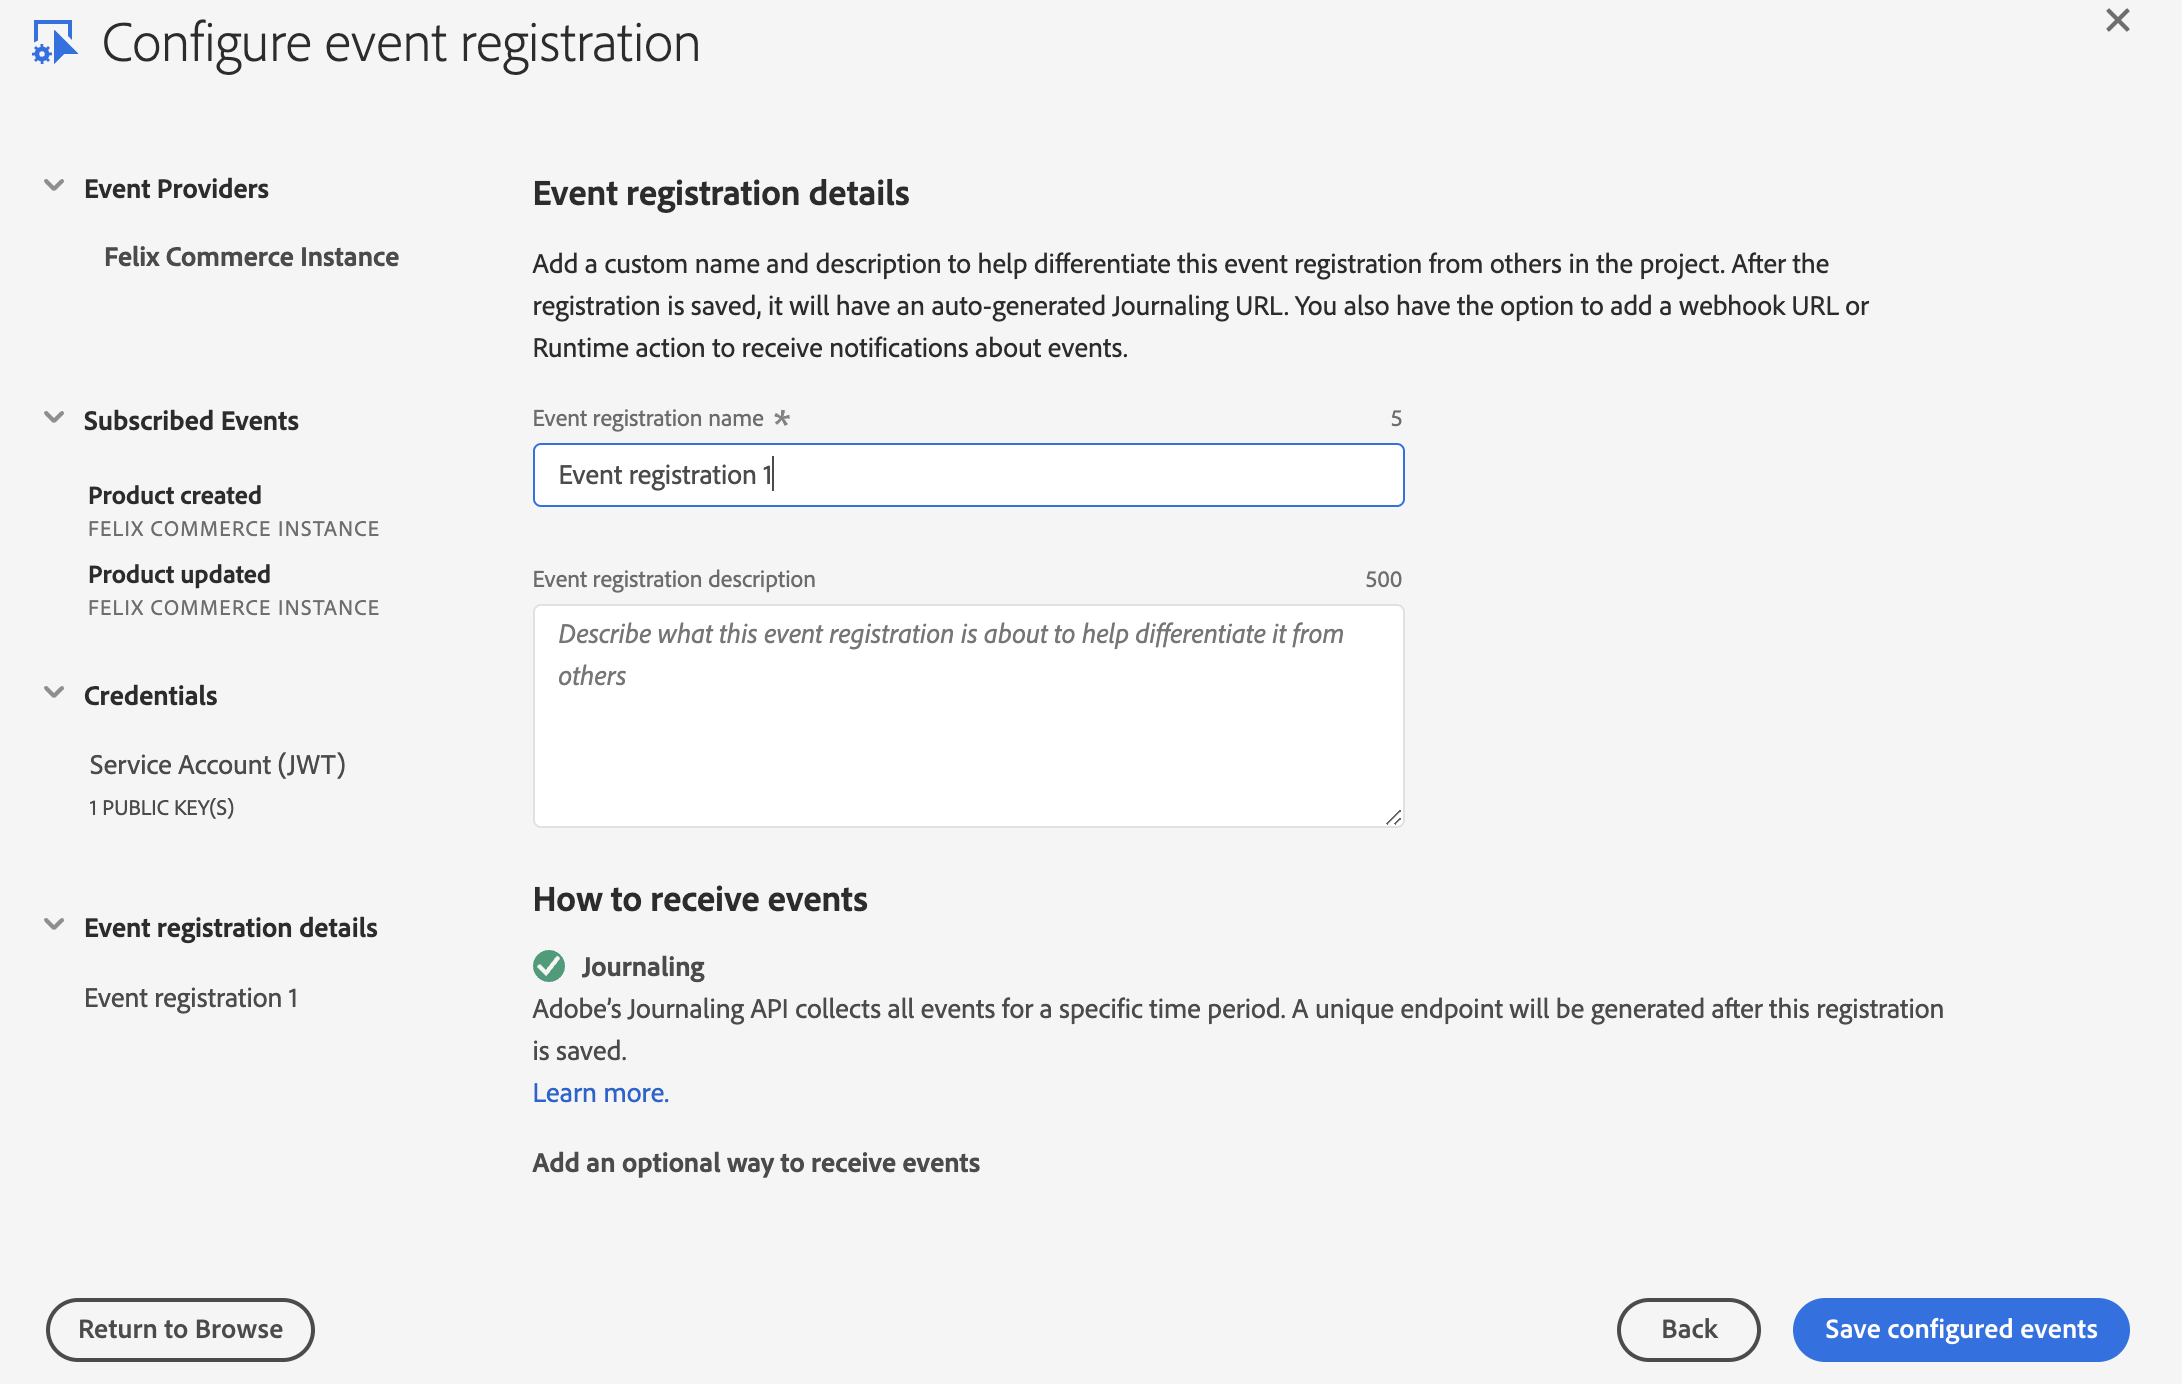 Configure event registration
Event Providers
Felix Commerce Instance
Subscribed Events
Product created
FELIX COMMERCE INSTANCE
Product updated
FELIX COMMERCE INSTANCE
Credentials
Service Account (JWT)
1 PUBLIC KEY(S)
Event registration details
Event registration 1
Event registration details
Add a custom name and description to help differentiate this event registration from others in the project. After the
registration is saved, it will have an auto-generated Journaling URL. You also have the option to add a webhook URL or
Runtime action to receive notifications about events.
Event registration name * 5
Event registration 1
Event registration description 500
Describe what this event registration is about to help differentiate it from
others
How to receive events
Journaling
Adobe’s Journaling API collects all events for a specific time period. A unique endpoint will be generated after this registration
is saved.
Learn more.
Add an optional way to receive events
Return to Browse
Back
Save configured events